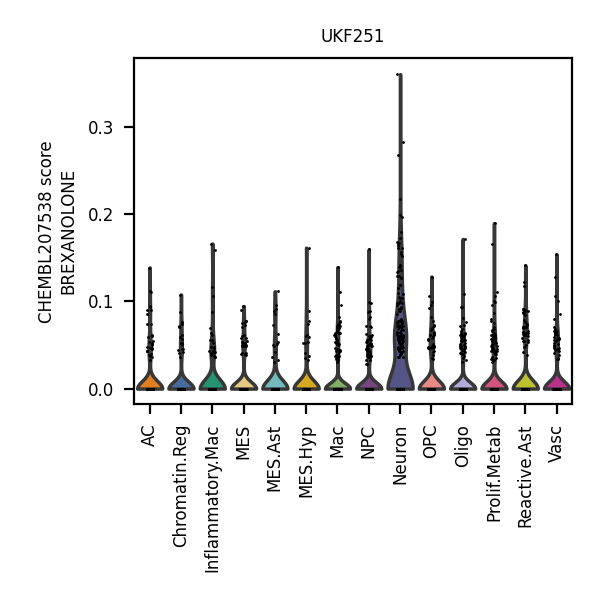 UKF251
CHEMBL207538 score
BREXANOLONE
0.3
0.2
0.1
0.0
AC
Chromatin.Reg
Inflammatory.Mac
MES
MES.Ast
MES.Hyp
Mac
NPC
Neuron
OPC
Oligo
Prolif.Metab
Reactive.Ast
Vasc